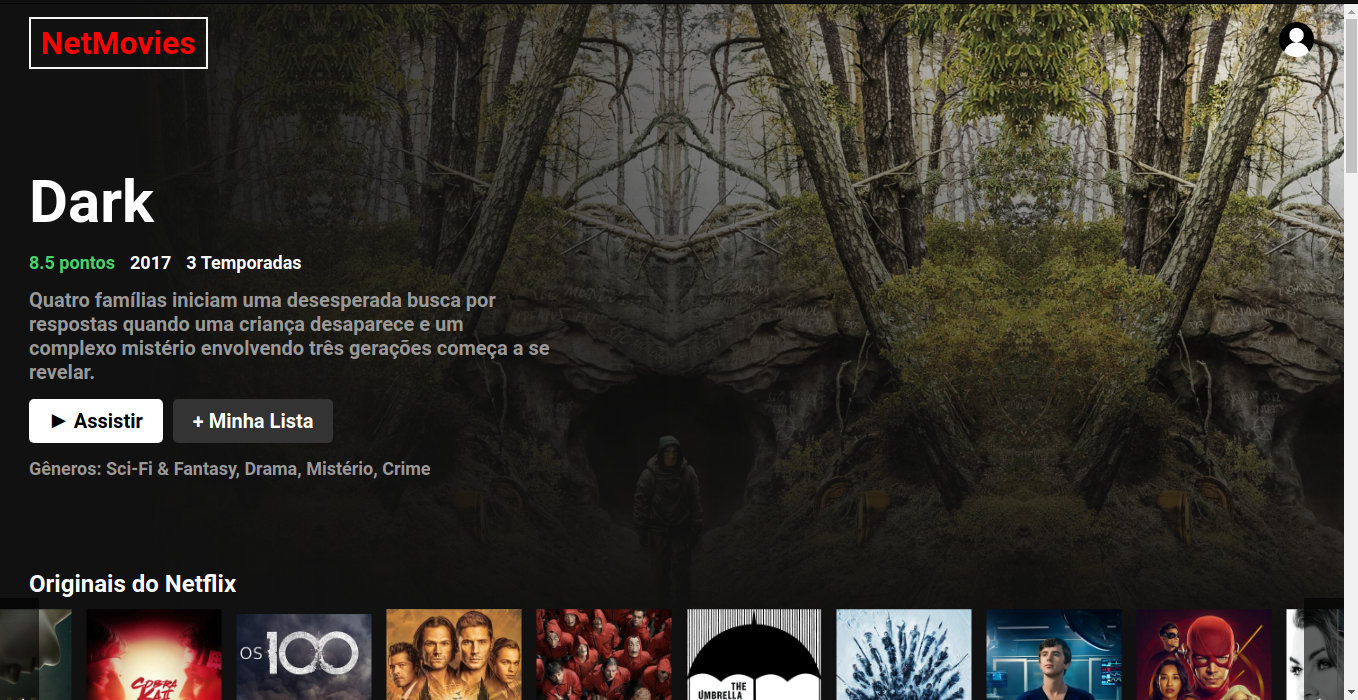 NetMovies
Dark
8.5 pontos 2017 3 Temporadas
Quatro famílias iniciam uma desesperada busca por
respostas quando uma criança desaparece e um
complexo mistério envolvendo três gerações começa a se
revelar.
► Assistir + Minha Lista
Gêneros: Sci-Fi & Fantasy, Drama, Mistério, Crime
Originais do Netflix
COBRA
KAI
OS 100
THE
UMBRELLA